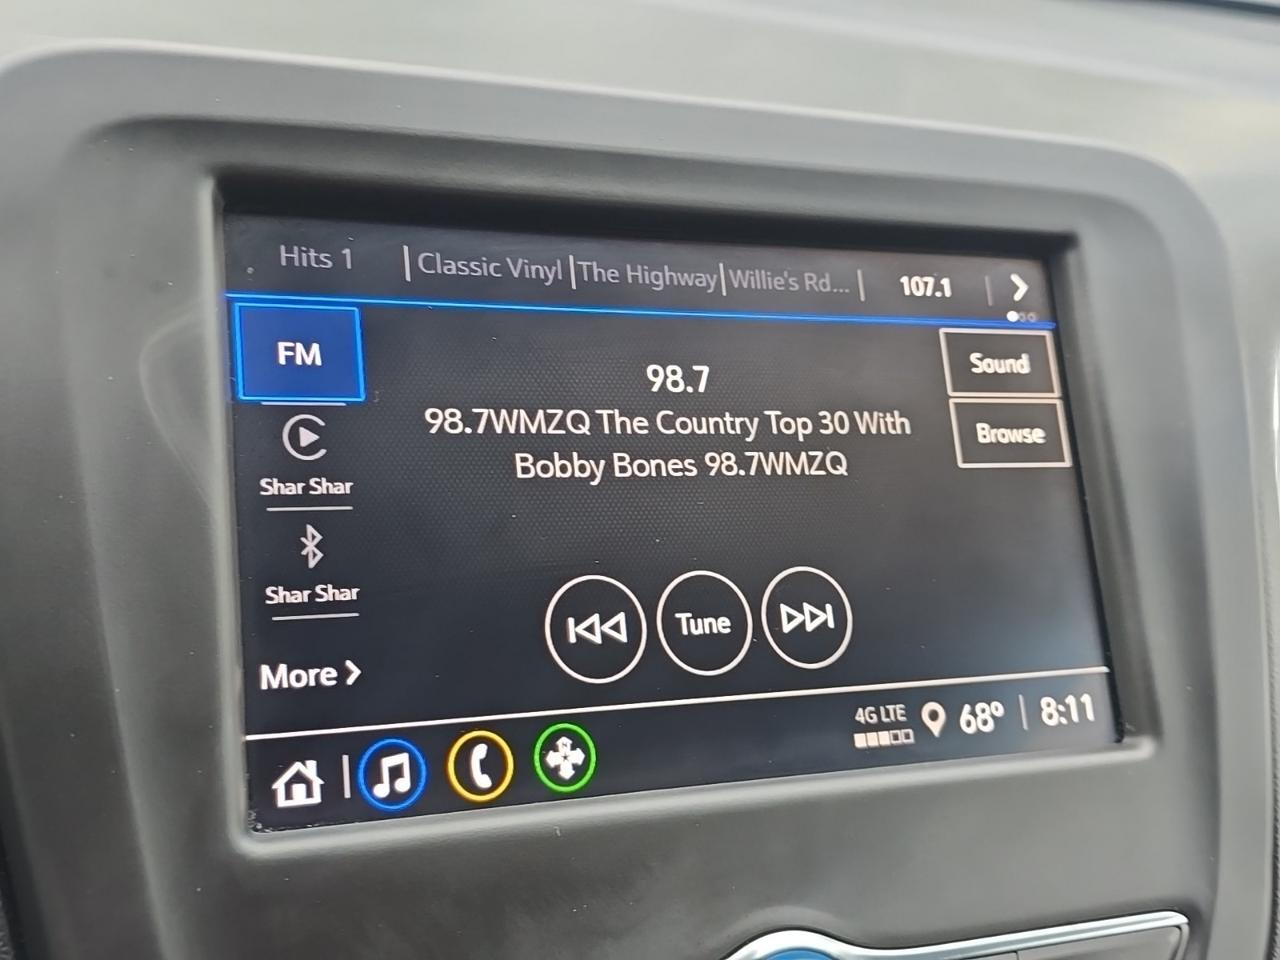 Hits 1 | Classic Vinyl | The Highway | Willie's Rd... | 107.1
FM
98.7
98.7WMZQ The Country Top 30 With
Bobby Bones 98.7WMZQ
Sound
Browse
Shar Shar
Shar Shar
More
Tune
4G LTE
68° | 8:11